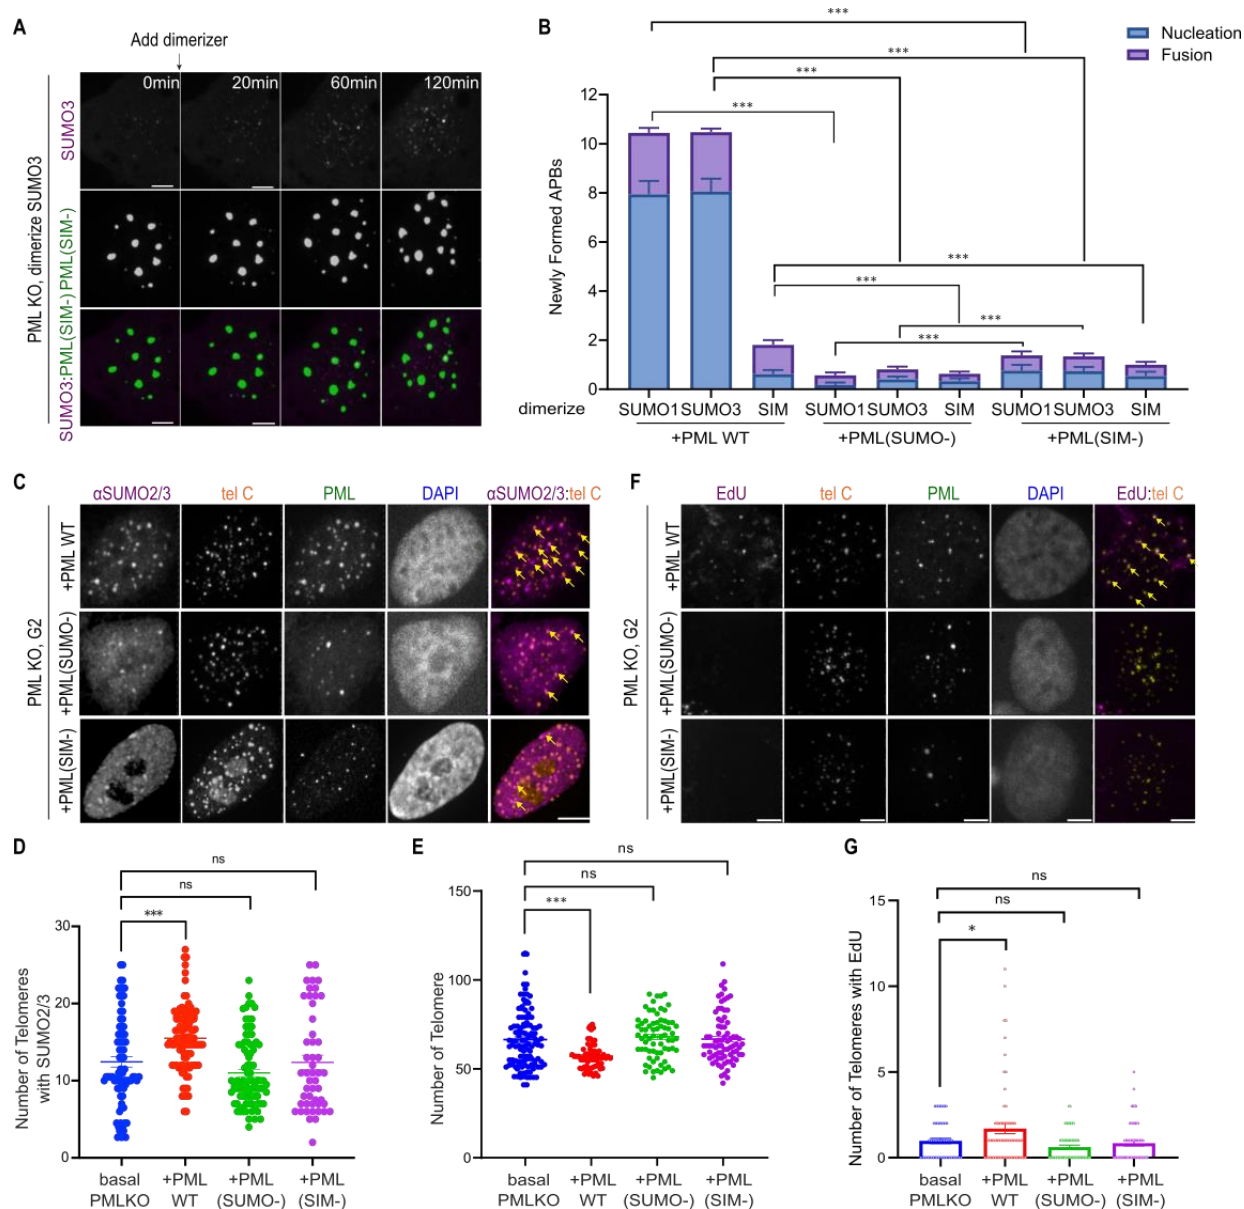 A
Add dimerizer
0min
20min
60min
120min
PML KO, dimerize SUMO3
SUMO3
PML(SIM-)
SUMO3:PML(SIM-)
B
Nucleation
Fusion
***
***
***
***
***
***
***
***
Newly Formed APBs
12
10
8
6
4
2
0
dimerize
SUMO1 SUMO3 SIM SUMO1 SUMO3 SIM SUMO1 SUMO3 SIM
+PML WT
+PML(SUMO-)
+PML(SIM-)
C
αSUMO2/3
tel C
PML
DAPI
αSUMO2/3:tel C
PML KO, G2
+PML WT
+PML(SUMO-)
+PML(SIM-)
F
EdU
tel C
PML
DAPI
EdU:tel C
PML KO, G2
+PML WT
+PML(SUMO-)
+PML(SIM-)
D
ns
ns
***
Number of Telomeres
with SUMO2/3
30
20
10
0
basal
PMLKO
+PML
WT
+PML
(SUMO-)
+PML
(SIM-)
E
ns
ns
***
Number of Telomere
150
100
50
0
basal
PMLKO
+PML
WT
+PML
(SUMO-)
+PML
(SIM-)
G
ns
ns
*
Number of Telomeres with EdU
15
10
5
0
basal
PMLKO
+PML
WT
+PML
(SUMO-)
+PML
(SIM-)